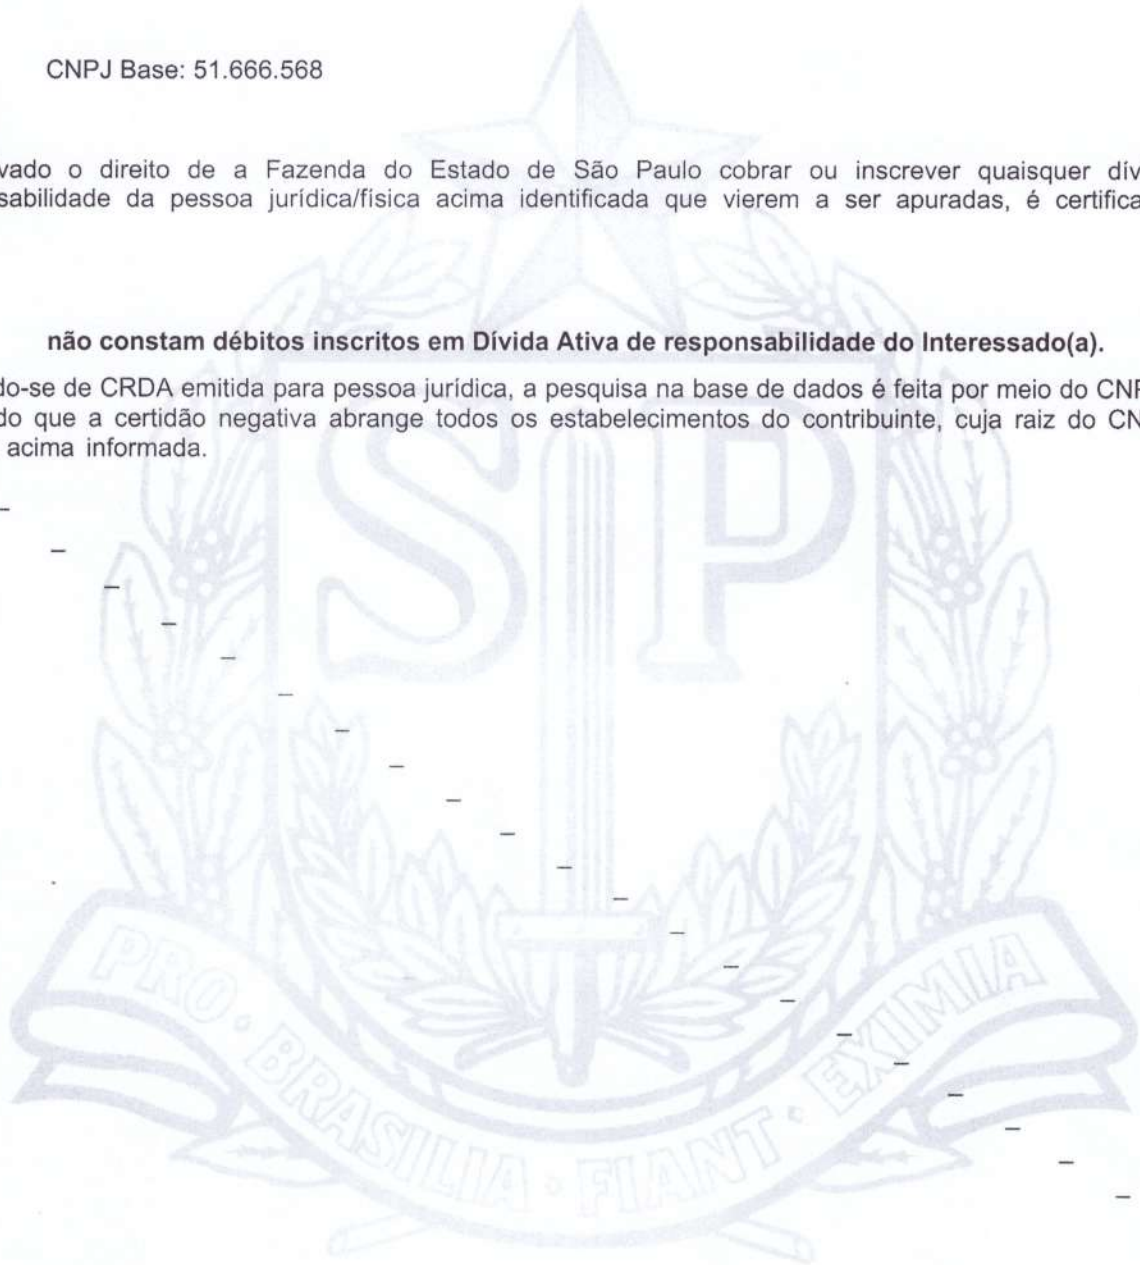 CNPJ Base: 51.666.568
vado o direito de a Fazenda do Estado de São Paulo cobrar ou inscrever quaisquer dív
sabilidade da pessoa jurídica/física acima identificada que vierem a ser apuradas, é certifica
não constam débitos inscritos em Dívida Ativa de responsabilidade do Interessado(a).
do-se de CRDA emitida para pessoa jurídica, a pesquisa na base de dados é feita por meio do CNP
do que a certidão negativa abrange todos os estabelecimentos do contribuinte, cuja raiz do CN
acima informada.
SP
PRO • BRASILIA • FIANT • EXIMIA